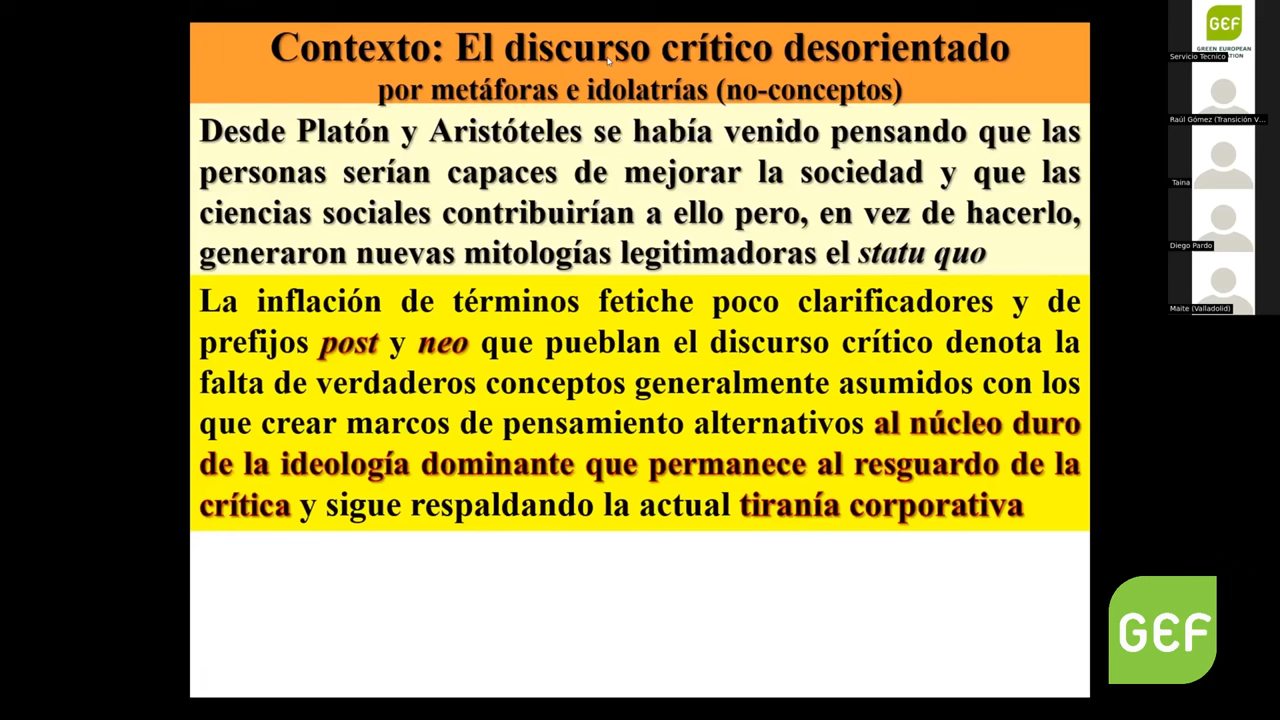 Contexto: El discurso crítico desorientado
por metáforas e idolatrías (no-conceptos)
Desde Platón y Aristóteles se había venido pensando que las
personas serían capaces de mejorar la sociedad y que las
ciencias sociales contribuirían a ello pero, en vez de hacerlo,
generaron nuevas mitologías legitimadoras el statu quo
La inflación de términos fetiche poco clarificadores y de
prefijos post y neo que pueblan el discurso crítico denota la
falta de verdaderos conceptos generalmente asumidos con los
que crear marcos de pensamiento alternativos al núcleo duro
de la ideología dominante que permanece al resguardo de la
crítica y sigue respaldando la actual tiranía corporativa
GEF
GREEN EUROPEAN
Servicio Tecnico
Raúl Gómez (Transición V...
Taina
Diego Pardo
Maite (Valladolid)
GEF